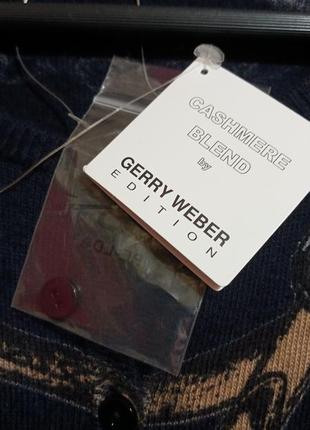 CASHMERE
BLEND
by
GERRY WEBER
EDITION